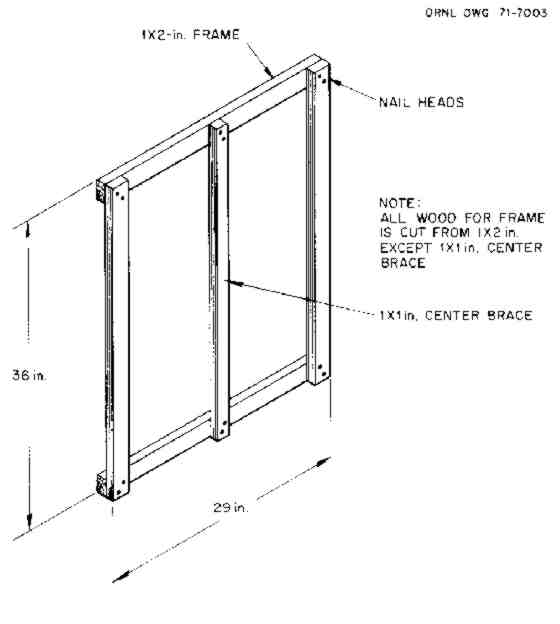 ORNL DWG 71-7003
1X2-in. FRAME
NAIL HEADS
NOTE:
ALL WOOD FOR FRAME
IS CUT FROM 1X2 in.
EXCEPT 1X1 in. CENTER
BRACE
1X1 in. CENTER BRACE
36 in.
29 in.